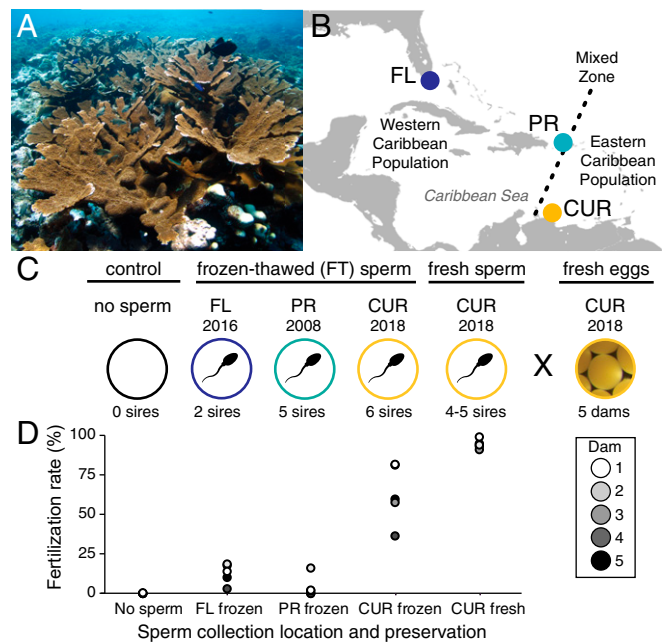 A
B
Mixed
Zone
FL
PR
Western
Caribbean
Population
Eastern
Caribbean
Population
Caribbean Sea
CUR
C
control
frozen-thawed (FT) sperm
fresh sperm
fresh eggs
no sperm
FL
2016
PR
2008
CUR
2018
CUR
2018
CUR
2018
X
0 sires
2 sires
5 sires
6 sires
4-5 sires
5 dams
D
Fertilization rate (%)
100
75
50
25
0
No sperm
FL frozen
PR frozen
CUR frozen
CUR fresh
Sperm collection location and preservation
Dam
1
2
3
4
5